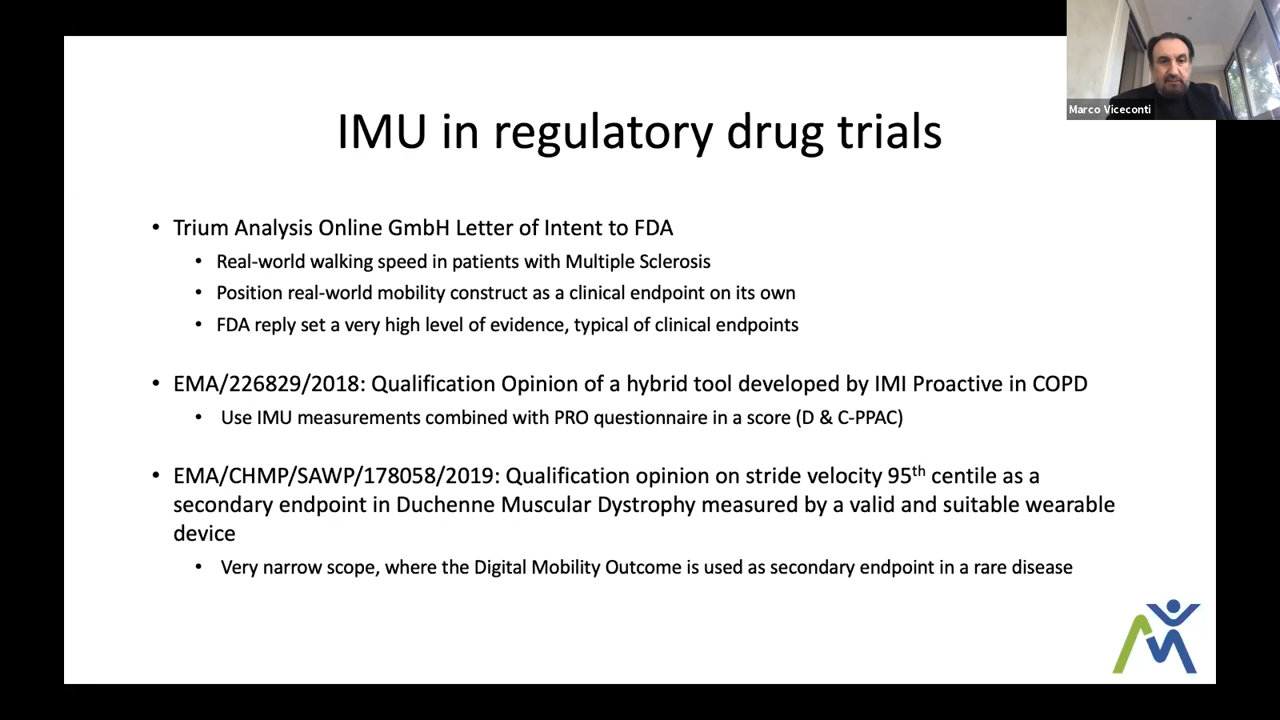 Marco Viceconti
IMU in regulatory drug trials
• Trium Analysis Online GmbH Letter of Intent to FDA
• Real-world walking speed in patients with Multiple Sclerosis
• Position real-world mobility construct as a clinical endpoint on its own
• FDA reply set a very high level of evidence, typical of clinical endpoints
• EMA/226829/2018: Qualification Opinion of a hybrid tool developed by IMI Proactive in COPD
• Use IMU measurements combined with PRO questionnaire in a score (D & C-PPAC)
• EMA/CHMP/SAWP/178058/2019: Qualification opinion on stride velocity 95th centile as a
secondary endpoint in Duchenne Muscular Dystrophy measured by a valid and suitable wearable
device
• Very narrow scope, where the Digital Mobility Outcome is used as secondary endpoint in a rare disease